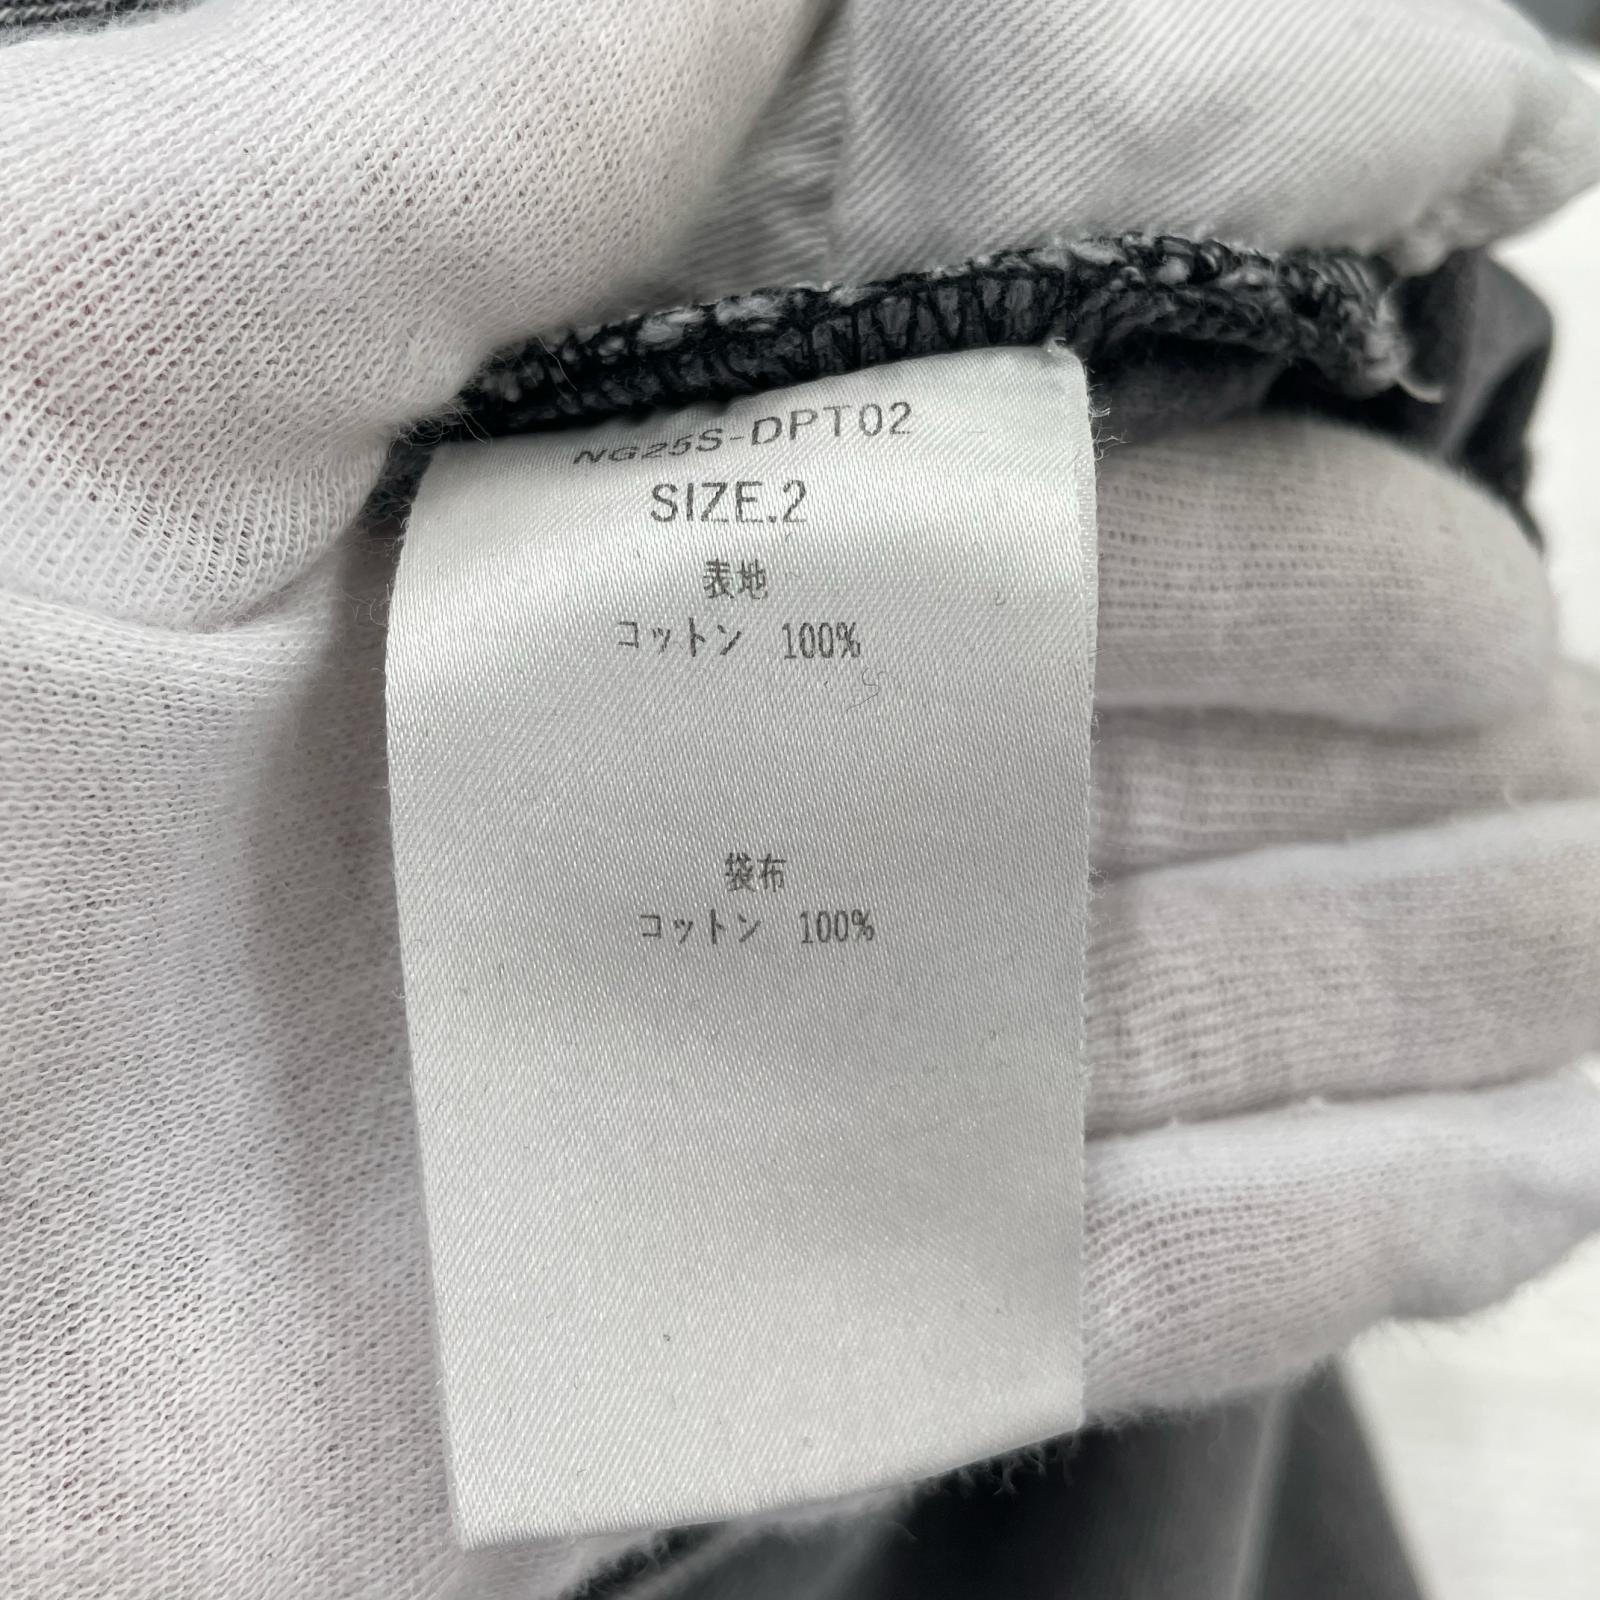 NG25S-DPT02
SIZE.2
表地
コットン 100%
袋布
コットン 100%